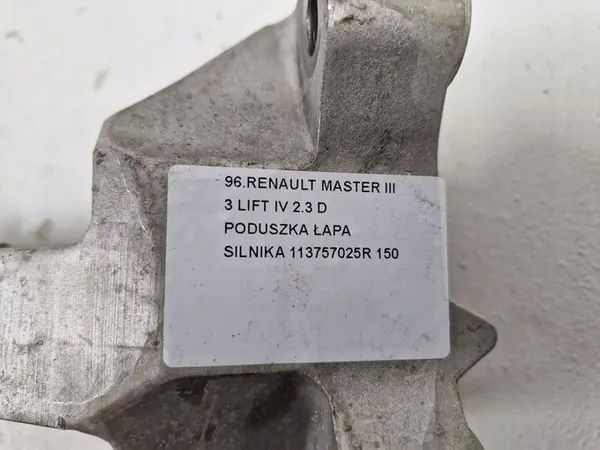 96.RENAULT MASTER III
3 LIFT IV 2.3 D
PODUSZKA ŁAPA
SILNIKA 113757025R 150